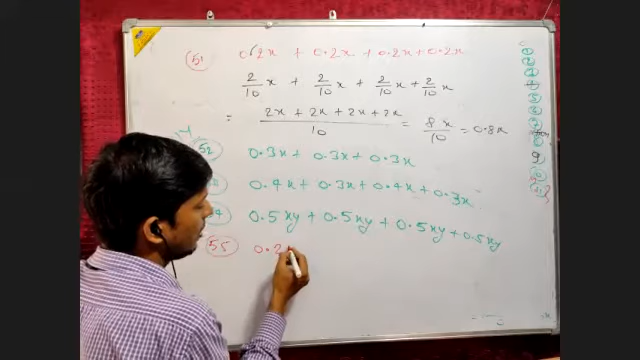 51 0.2x + 0.2x + 0.2x + 0.2x
2/10 x + 2/10 x + 2/10 x + 2/10 x
= 2x + 2x + 2x + 2x / 10 = 8x/10 = 0.8x
52 0.3x + 0.3x + 0.3x
0.4x + 0.3x + 0.4x + 0.3x
54 0.5xy + 0.5xy + 0.5xy + 0.5xy
55 0.2